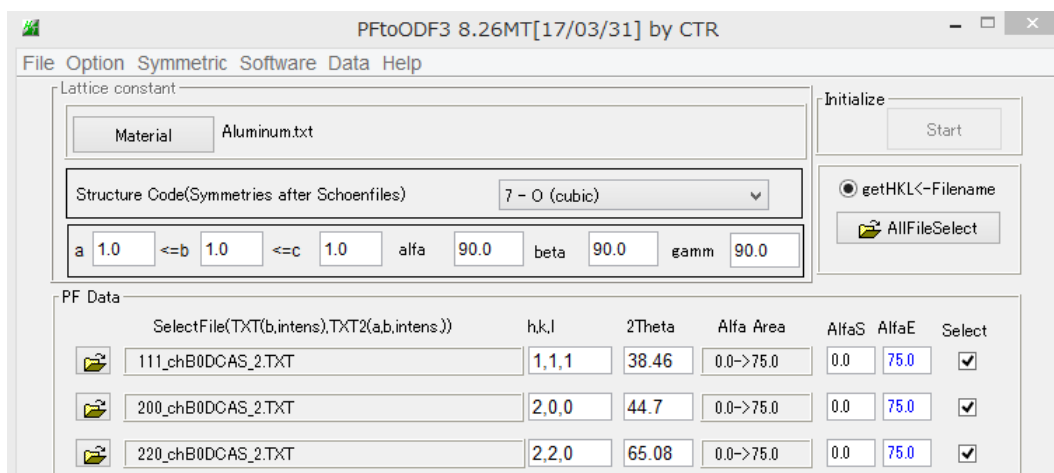 PFtoODF3 8.26MT[17/03/31] by CTR
File Option Symmetric Software Data Help
Lattice constant
Material Aluminum.txt
Initialize
Start
Structure Code(Symmetries after Schoenfiles) 7 - O (cubic)
getHKL<-Filename
AllFileSelect
a 1.0 <=b 1.0 <=c 1.0 alfa 90.0 beta 90.0 gamm 90.0
PF Data
SelectFile(TXT(b,intens),TXT2(a,b,intens.)) h,k,l 2Theta Alfa Area AlfaS AlfaE Select
111_chB0DCAS_2.TXT 1,1,1 38.46 0.0->75.0 0.0 75.0
200_chB0DCAS_2.TXT 2,0,0 44.7 0.0->75.0 0.0 75.0
220_chB0DCAS_2.TXT 2,2,0 65.08 0.0->75.0 0.0 75.0